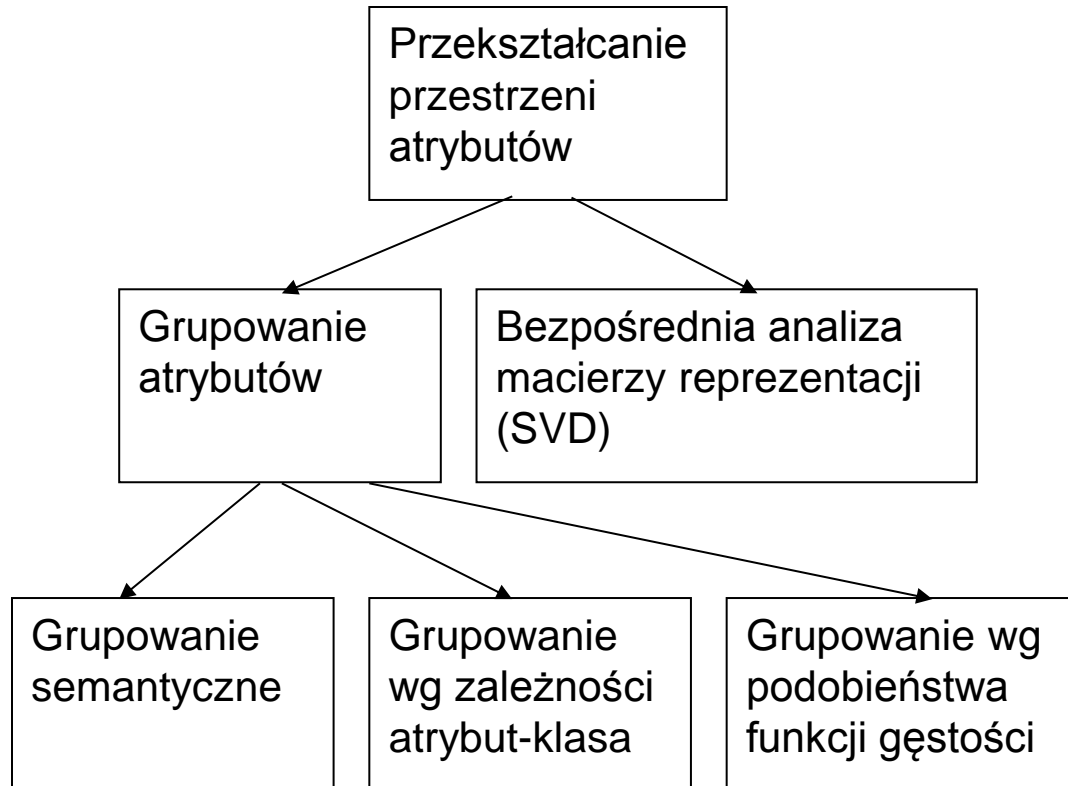 Przekształcanie
przestrzeni
atrybutów
Grupowanie
atrybutów
Bezpośrednia analiza
macierzy reprezentacji
(SVD)
Grupowanie
semantyczne
Grupowanie
wg zależności
atrybut-klasa
Grupowanie wg
podobieństwa
funkcji gęstości